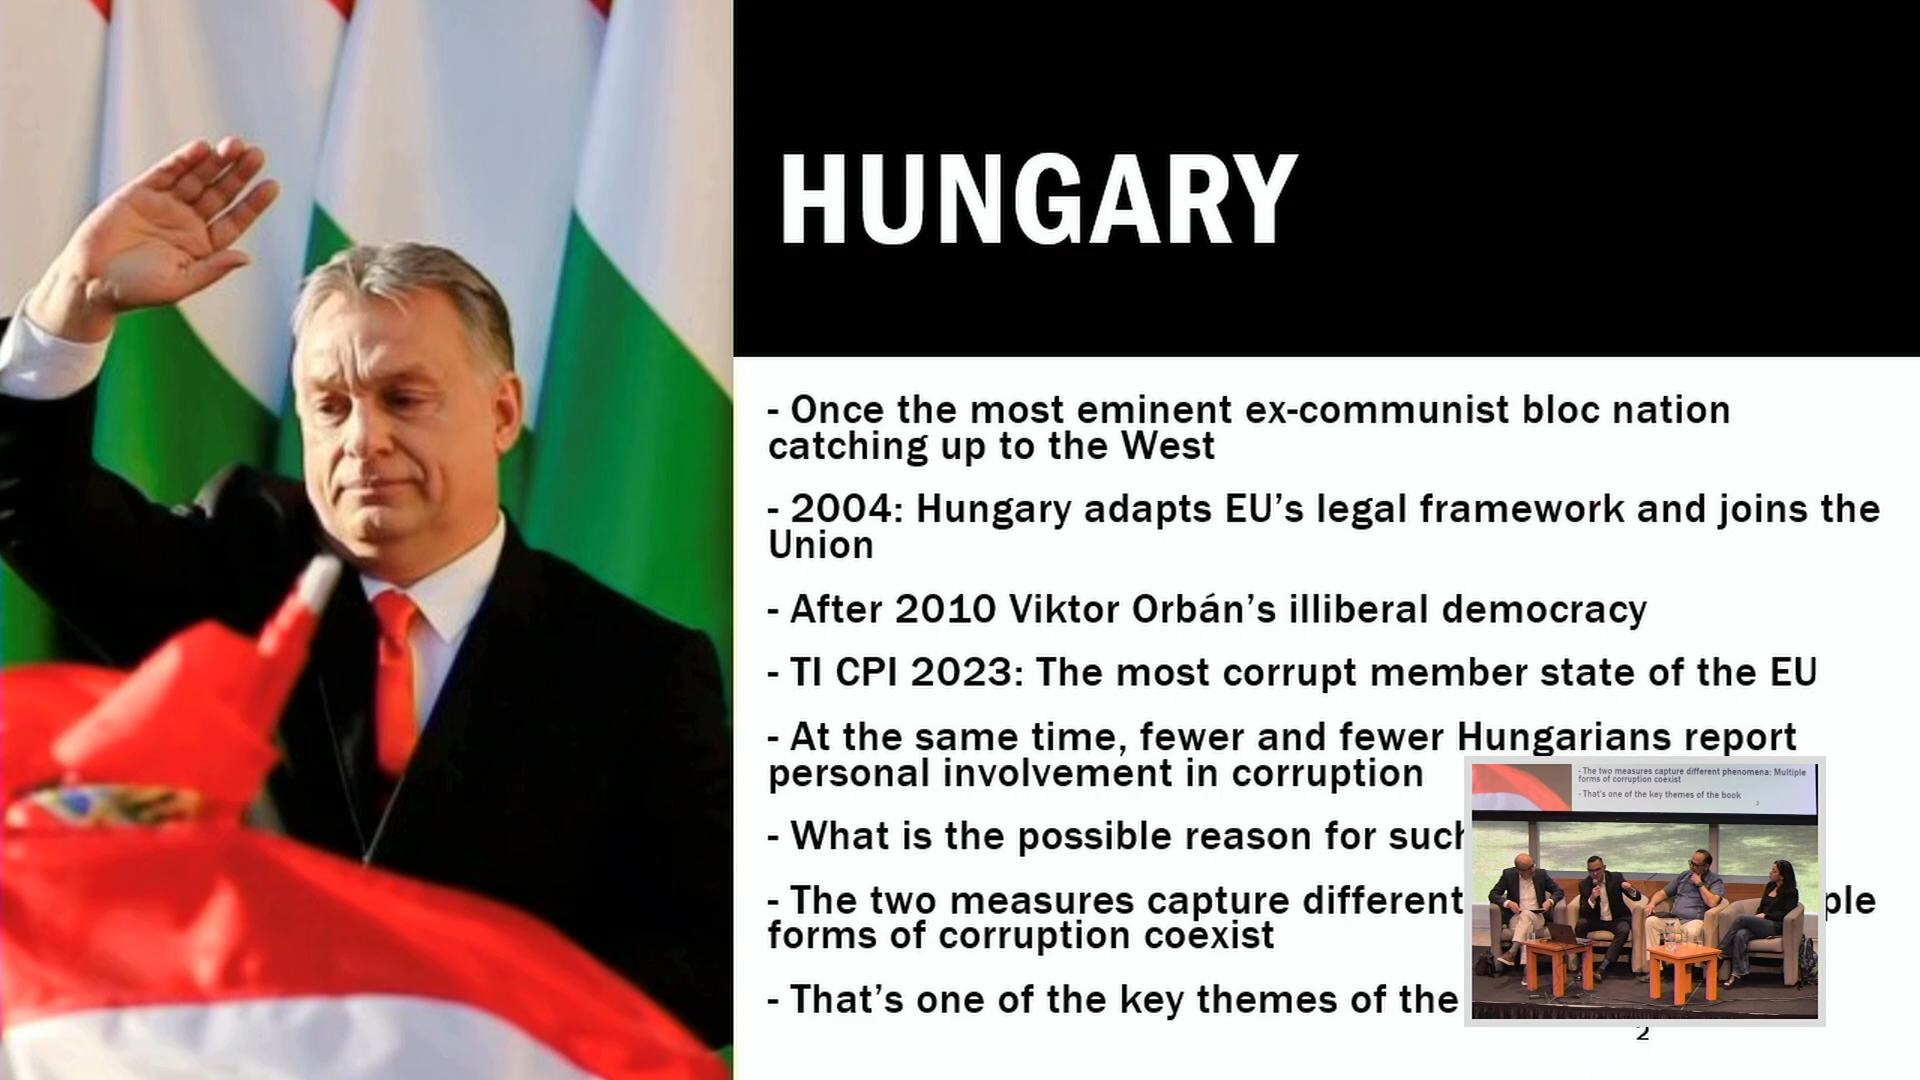 HUNGARY
- Once the most eminent ex-communist bloc nation
catching up to the West
- 2004: Hungary adapts EU's legal framework and joins the
Union
- After 2010 Viktor Orbán's illiberal democracy
- TI CPI 2023: The most corrupt member state of the EU
- At the same time, fewer and fewer Hungarians report
personal involvement in corruption
- What is the possible reason for such
- The two measures capture different
forms of corruption coexist
- That's one of the key themes of the
2
- The two measures capture different phenomena: Multiple
forms of corruption coexist
- That's one of the key themes of the book
2